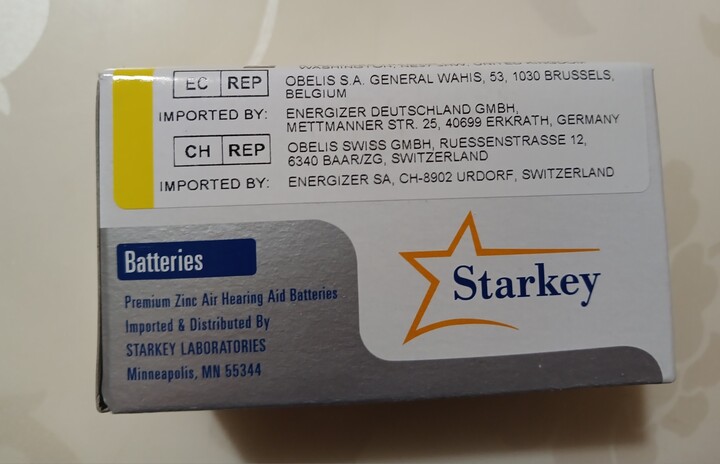 WASHINGTON,
EC REP OBELIS S.A. GENERAL WAHIS, 53, 1030 BRUSSELS,
BELGIUM
IMPORTED BY: ENERGIZER DEUTSCHLAND GMBH,
METTMANNER STR. 25, 40699 ERKRATH, GERMANY
CH REP OBELIS SWISS GMBH, RUESSENSTRASSE 12,
6340 BAAR/ZG, SWITZERLAND
IMPORTED BY: ENERGIZER SA, CH-8902 URDORF, SWITZERLAND
Batteries
Premium Zinc Air Hearing Aid Batteries
Imported & Distributed By
STARKEY LABORATORIES
Minneapolis, MN 55344
Starkey